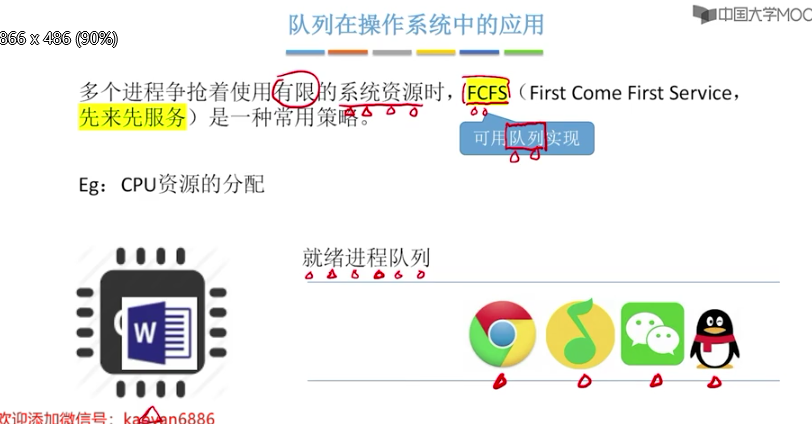 队列在操作系统中的应用
中国大学MOO
866 x 486 (90%)
多个进程争抢着使用有限的系统资源时，FCFS（First Come First Service，
先来先服务）是一种常用策略。
可用队列实现
Eg：CPU资源的分配
就绪进程队列
W
欢迎添加微信号：kaoyan6886